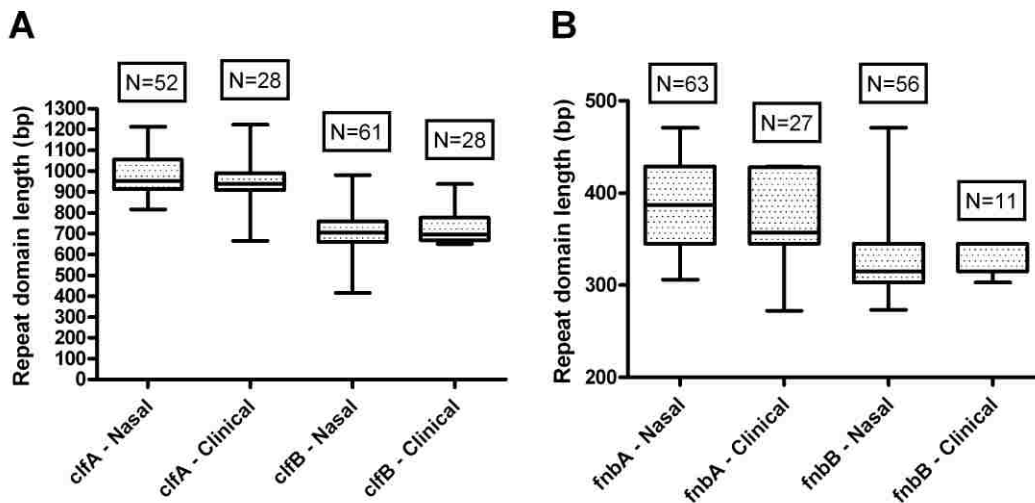 A
N=52
N=28
N=61
N=28
Repeat domain length (bp)
1300
1200
1100
1000
900
800
700
600
500
400
300
200
100
0
clfA - Nasal
clfA - Clinical
clfB - Nasal
clfB - Clinical
B
N=63
N=27
N=56
N=11
Repeat domain length (bp)
500
400
300
200
fnbA - Nasal
fnbA - Clinical
fnbB - Nasal
fnbB - Clinical